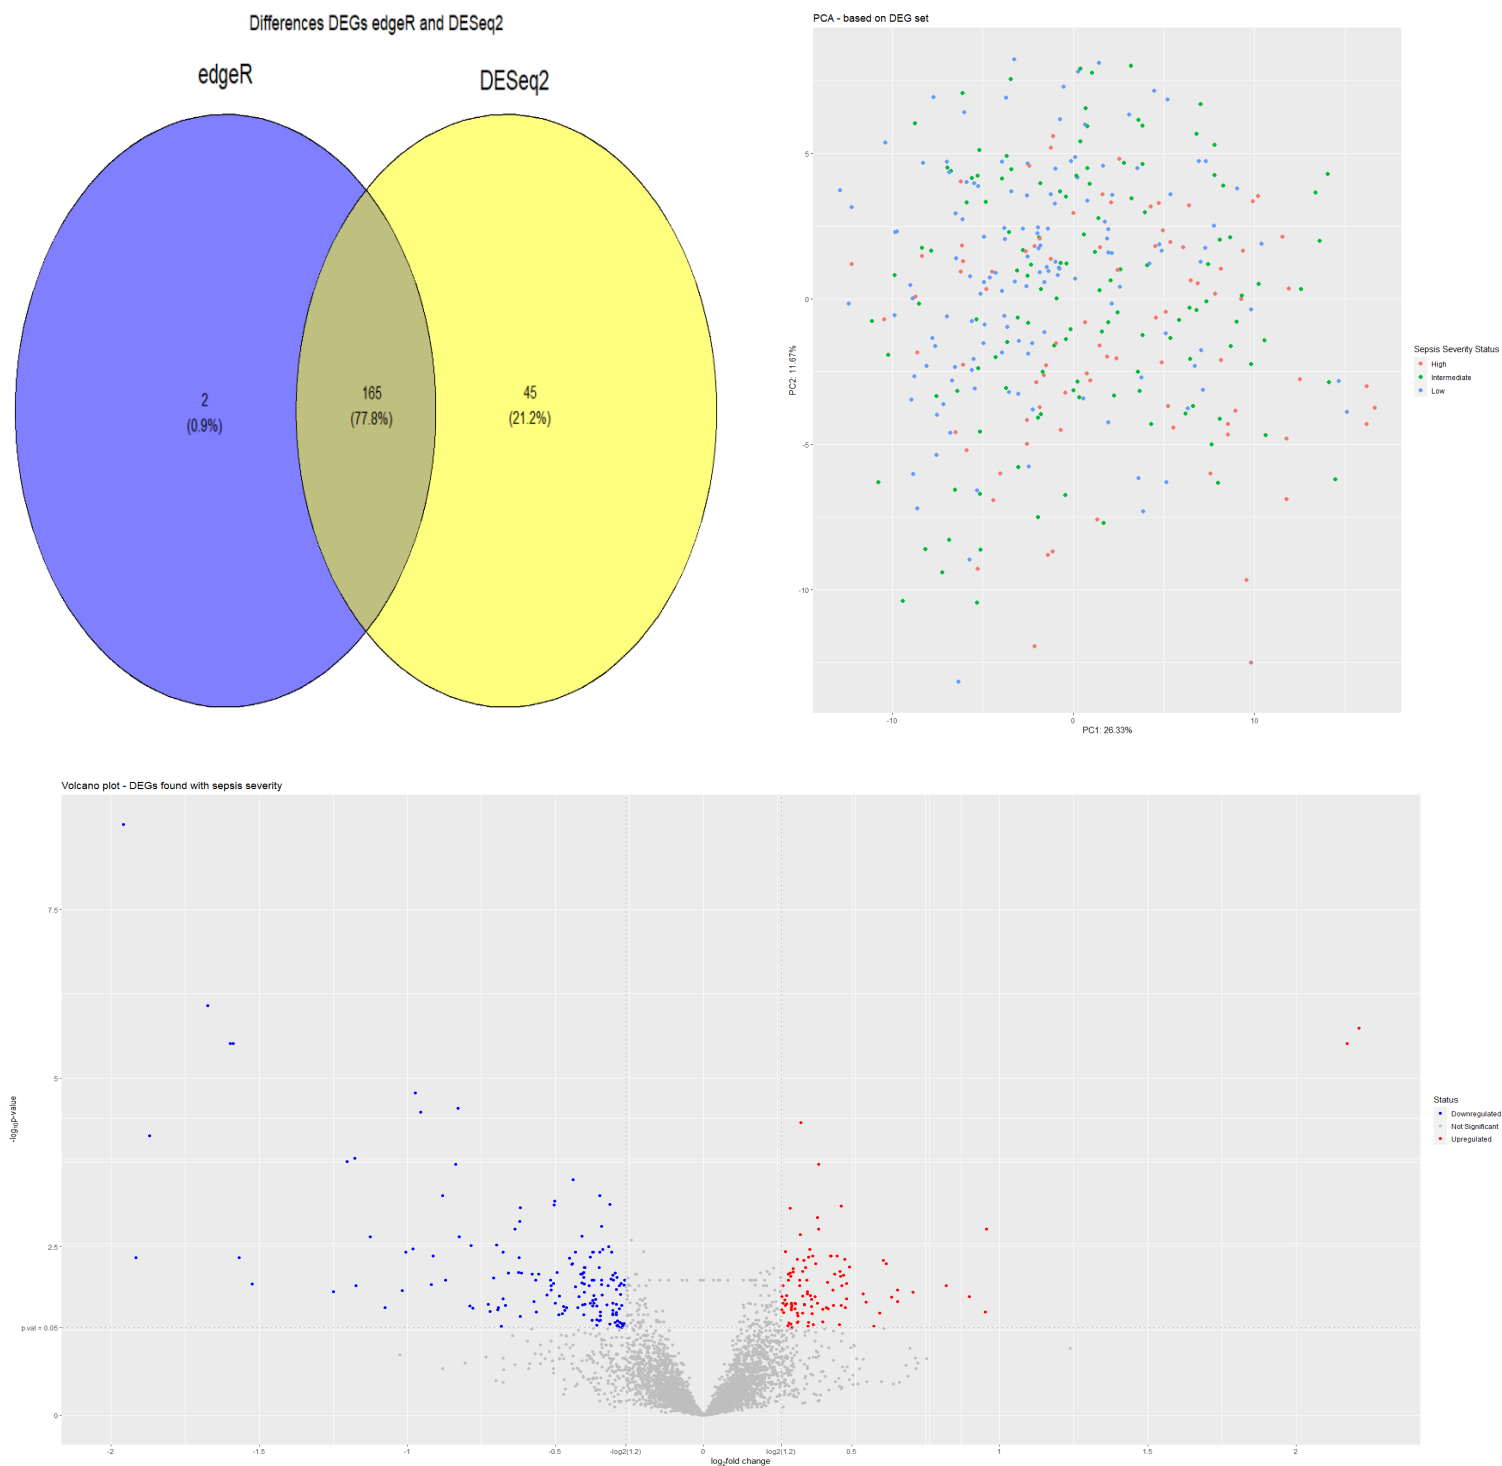 Differences DEGs edgeR and DESeq2
edgeR
DESeq2
2
(0.9%)
165
(77.8%)
45
(21.2%)
PCA - based on DEG set
5
0
-5
-10
PC2: 11.67%
-10
0
10
PC1: 26.33%
Sepsis Severity Status
High
Intermediate
Low
Volcano plot - DEGs found with sepsis severity
7.5
5
2.5
p.val = 0.05
0
-log₁₀p-value
-2
-1.5
-1
-0.5
-log2(1.2)
0
log2(1.2)
0.5
1
1.5
2
log₂fold change
Status
Downregulated
Not Significant
Upregulated